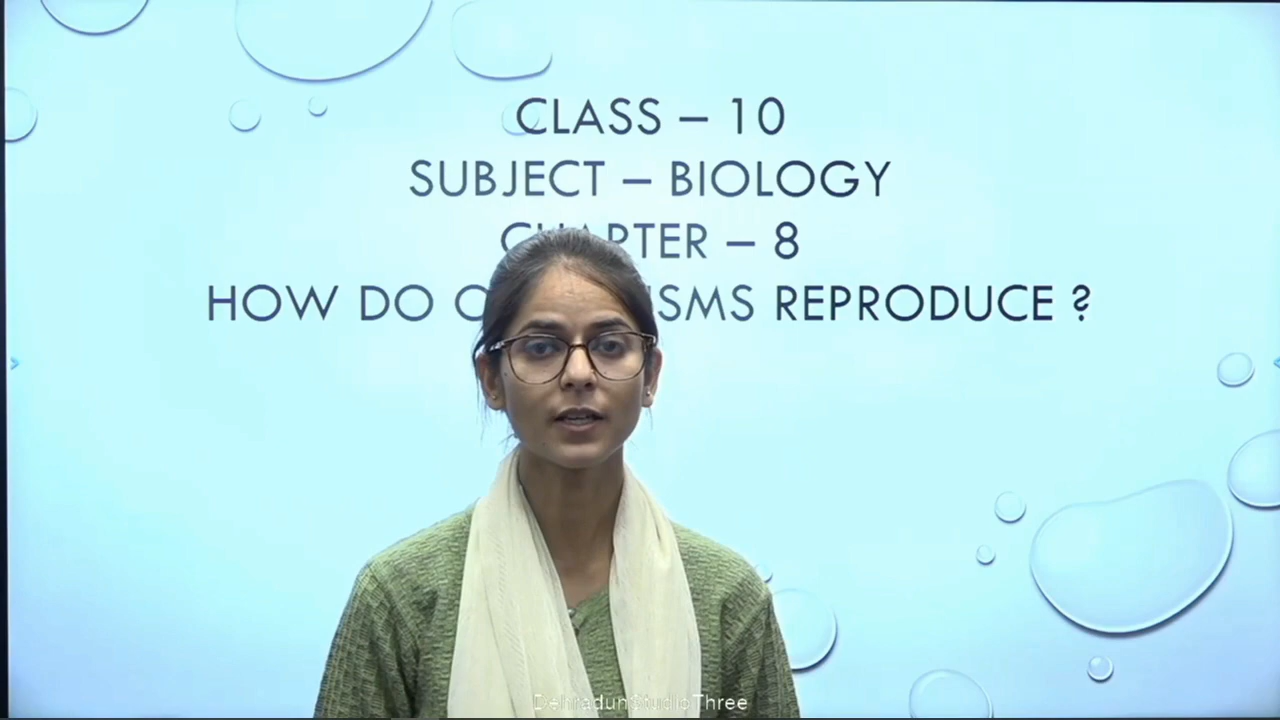 CLASS – 10
SUBJECT – BIOLOGY
– 8
HOW DO REPRODUCE ?
DehradunStudioThree